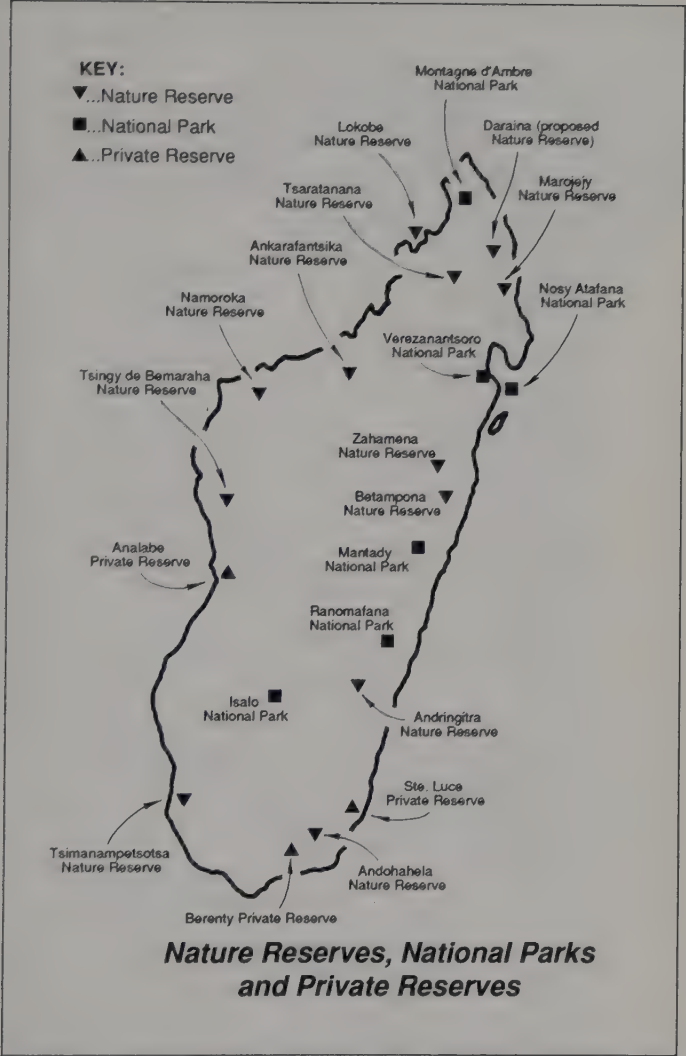 KEY:
▼...Nature Reserve
■...National Park
▲...Private Reserve
Montagne d'Ambre
National Park
Lokobe
Nature Reserve
Daraina (proposed
Nature Reserve)
Tsaratanana
Nature Reserve
Marojejy
Nature Reserve
Ankarafantsika
Nature Reserve
Nosy Atafana
National Park
Namoroka
Nature Reserve
Verezanantsoro
National Park
Tsingy de Bemaraha
Nature Reserve
Zahamena
Nature Reserve
Betampona
Nature Reserve
Analabe
Private Reserve
Mantady
National Park
Ranomafana
National Park
Isalo
National Park
Andringitra
Nature Reserve
Ste. Luce
Private Reserve
Tsimanampetsotsa
Nature Reserve
Andohahela
Nature Reserve
Berenty Private Reserve
Nature Reserves, National Parks
and Private Reserves